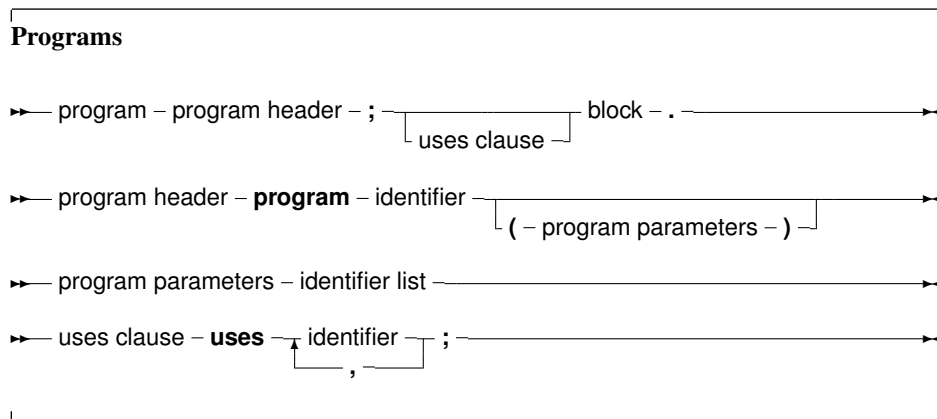 Programs
program – program header – ; – block – .
uses clause –
program header – program – identifier –
( – program parameters – ) –
program parameters – identifier list –
uses clause – uses – identifier – ; –
, –